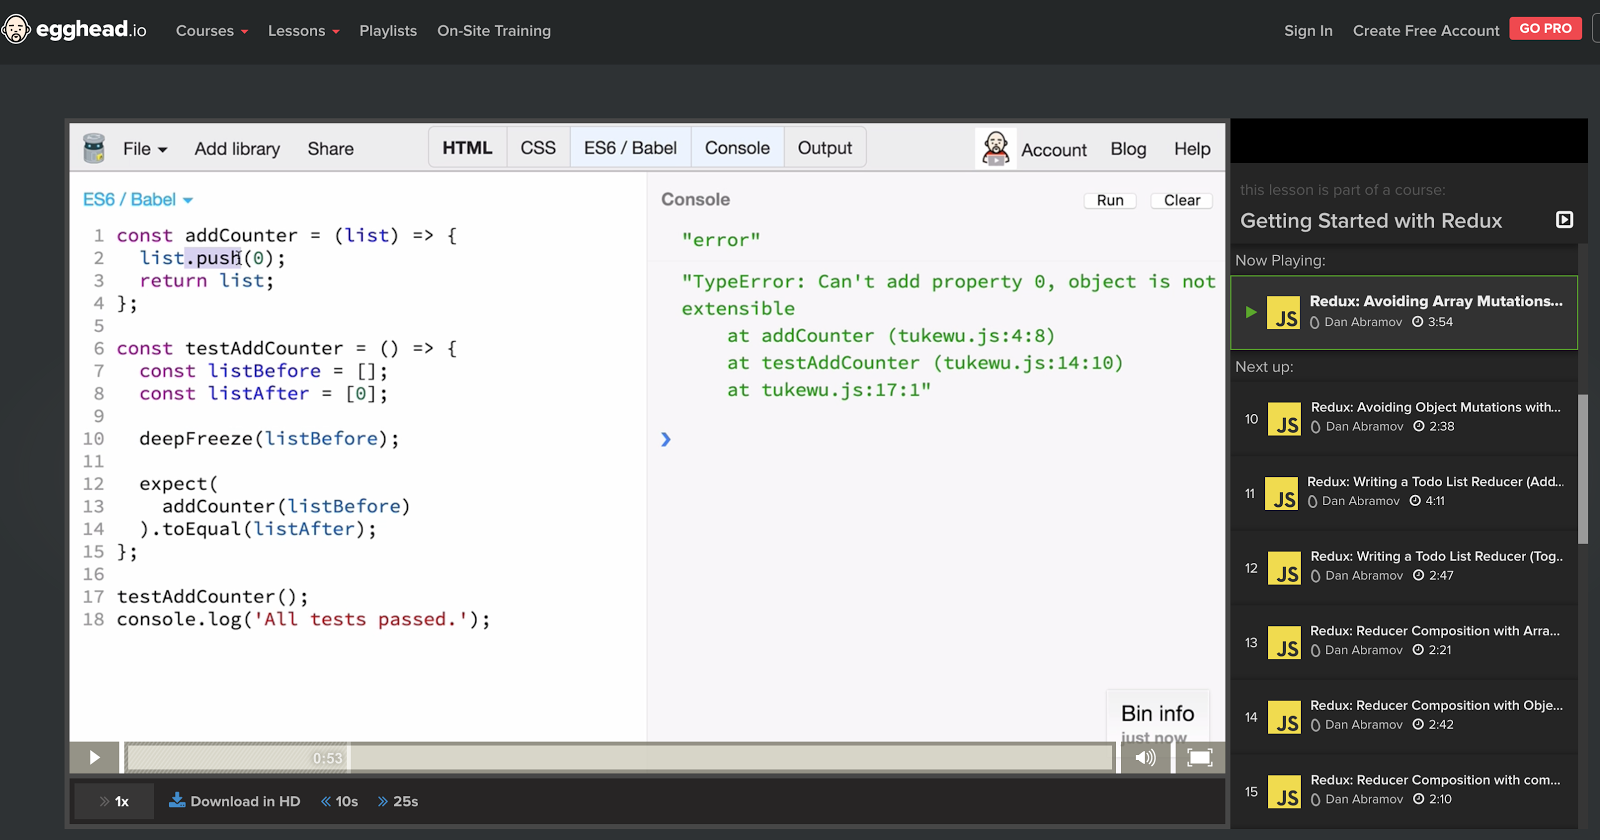 egghead.io
Courses
Lessons
Playlists
On-Site Training
Sign In
Create Free Account
GO PRO
File
Add library
Share
HTML
CSS
ES6 / Babel
Console
Output
Account
Blog
Help
ES6 / Babel
1 const addCounter = (list) => {
2 list.push(0);
3 return list;
4 };
5
6 const testAddCounter = () => {
7 const listBefore = [];
8 const listAfter = [0];
9
10 deepFreeze(listBefore);
11
12 expect(
13 addCounter(listBefore)
14 ).toEqual(listAfter);
15 };
16
17 testAddCounter();
18 console.log('All tests passed.');
Console
Run
Clear
"error"
"TypeError: Can't add property 0, object is not
extensible
at addCounter (tukewu.js:4:8)
at testAddCounter (tukewu.js:14:10)
at tukewu.js:17:1"
Bin info
just now
0:53
1x
Download in HD
10s
25s
this lesson is part of a course:
Getting Started with Redux
Now Playing:
JS
Redux: Avoiding Array Mutations...
Dan Abramov 3:54
Next up:
10
JS
Redux: Avoiding Object Mutations with...
Dan Abramov 2:38
11
JS
Redux: Writing a Todo List Reducer (Add...
Dan Abramov 4:11
12
JS
Redux: Writing a Todo List Reducer (Tog..
Dan Abramov 2:47
13
JS
Redux: Reducer Composition with Arra...
Dan Abramov 2:21
14
JS
Redux: Reducer Composition with Obje...
Dan Abramov 2:42
15
JS
Redux: Reducer Composition with com...
Dan Abramov 2:10